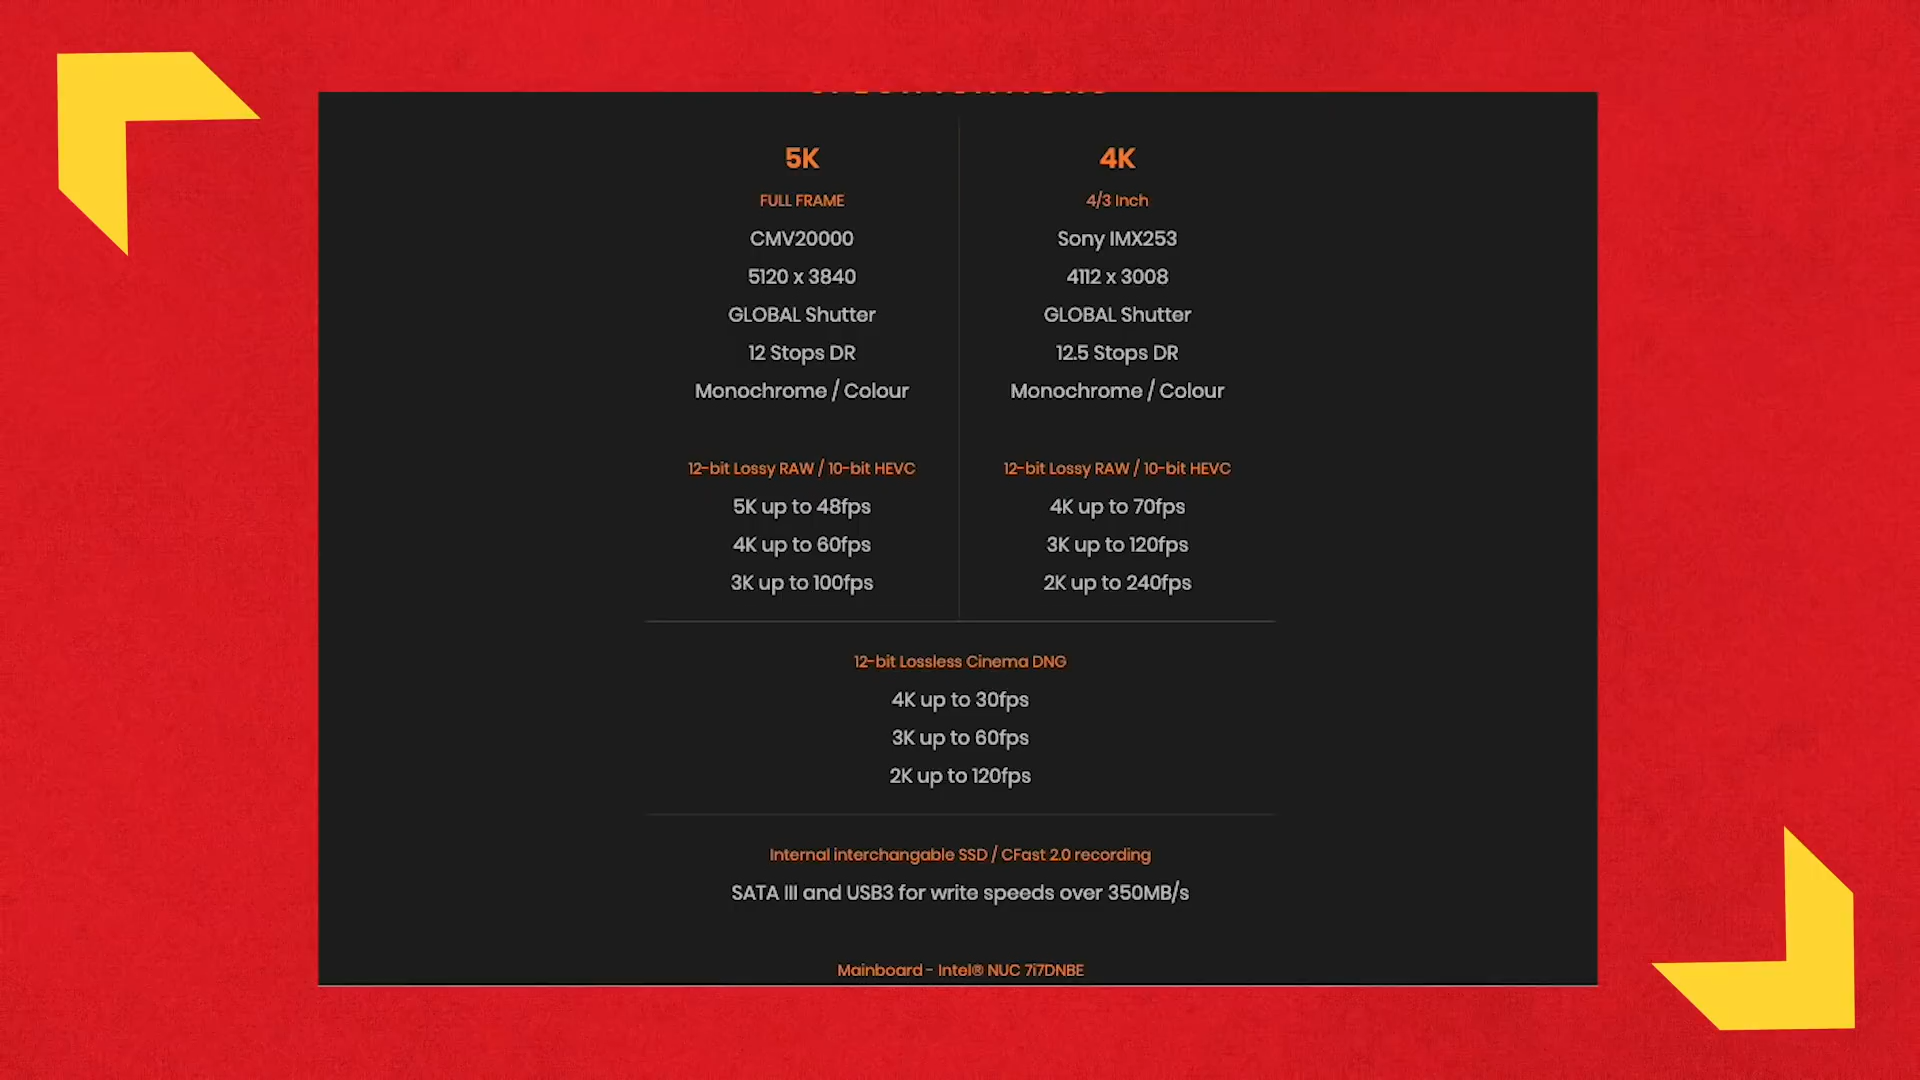 5K
FULL FRAME
CMV20000
5120 x 3840
GLOBAL Shutter
12 Stops DR
Monochrome / Colour
12-bit Lossy RAW / 10-bit HEVC
5K up to 48fps
4K up to 60fps
3K up to 100fps
4K
4/3 Inch
Sony IMX253
4112 x 3008
GLOBAL Shutter
12.5 Stops DR
Monochrome / Colour
12-bit Lossy RAW / 10-bit HEVC
4K up to 70fps
3K up to 120fps
2K up to 240fps
12-bit Lossless Cinema DNG
4K up to 30fps
3K up to 60fps
2K up to 120fps
Internal interchangable SSD / CFast 2.0 recording
SATA III and USB3 for write speeds over 350MB/s
Mainboard - Intel® NUC 7i7DNBE